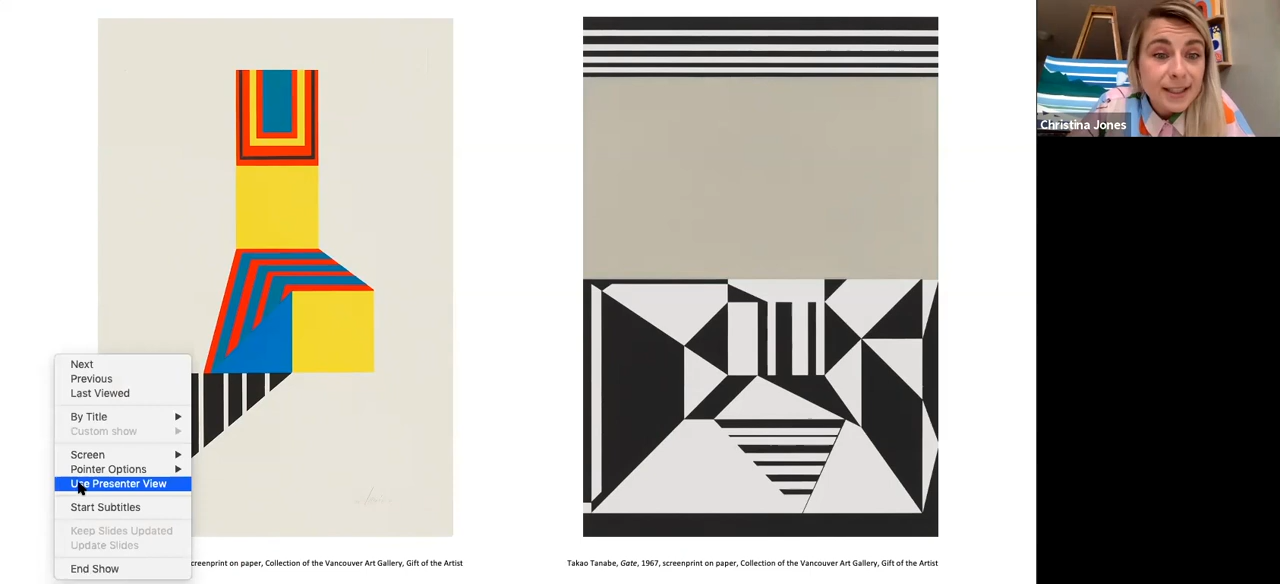 Christina Jones
Next
Previous
Last Viewed
By Title
Custom show
Screen
Pointer Options
Use Presenter View
Start Subtitles
Keep Slides Updated
Update Slides
End Show
screenprint on paper, Collection of the Vancouver Art Gallery, Gift of the Artist
Takao Tanabe, Gate, 1967, screenprint on paper, Collection of the Vancouver Art Gallery, Gift of the Artist